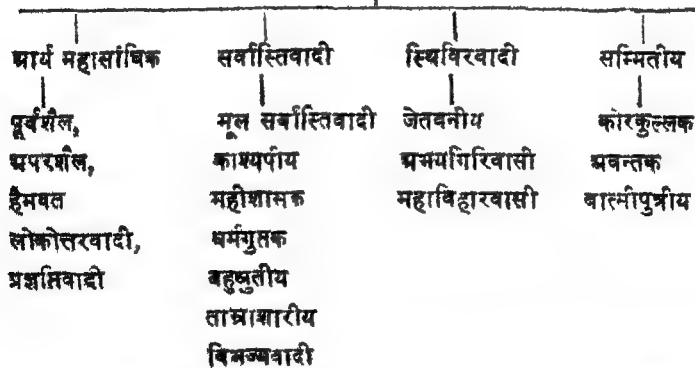 आर्य महासांघिक
पूर्वशैल,
अपरशैल,
हैमवत
लोकोत्तरवादी,
प्रज्ञप्तिवादी
सर्वास्तिवादी
मूल सर्वास्तिवादी
काश्यपीय
महीशासक
धर्मगुप्तक
बहुश्रुतीय
ताम्राशारीय
विभज्यवादी
स्थिविरवादी
जेतवनीय
अभयगिरिवासी
महाविहारवासी
सम्मितीय
कोरकुल्लक
अवन्तक
वात्सीपुत्रीय